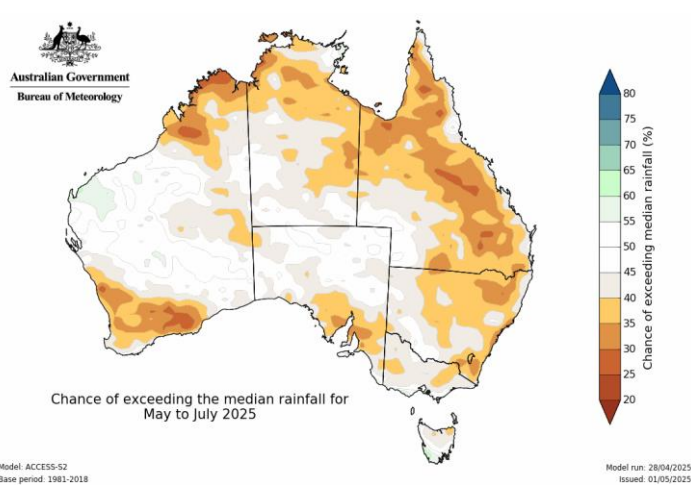 Australian Government
Bureau of Meteorology
80
75
70
65
60
55
50
45
40
35
30
25
20
Chance of exceeding median rainfall (%)
Chance of exceeding the median rainfall for
May to July 2025
Model: ACCESS-S2
Base period: 1981-2018
Model run: 28/04/2025
Issued: 01/05/2025